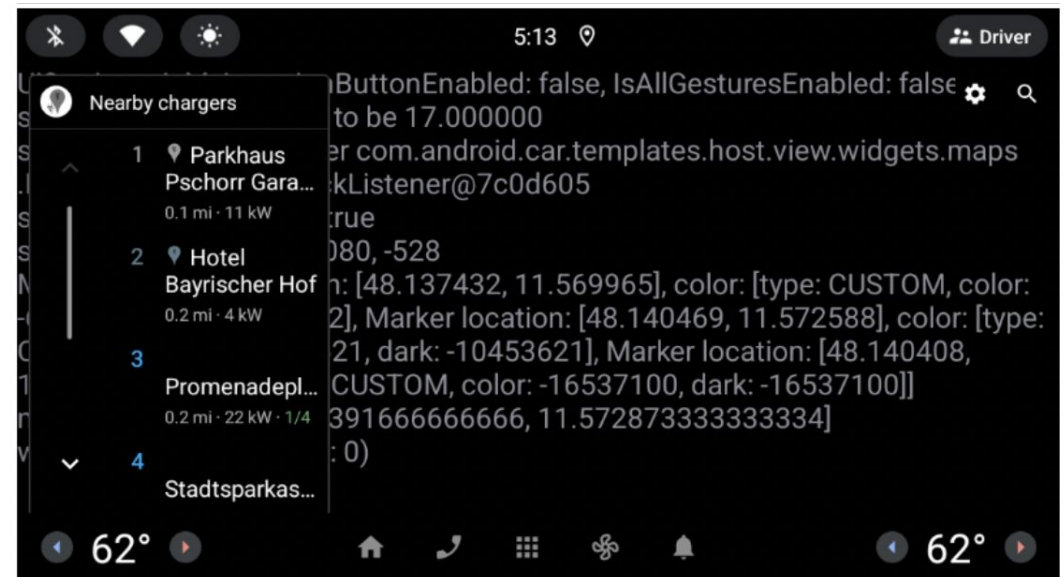 5:13
Driver
Nearby chargers
ButtonEnabled: false, IsAllGesturesEnabled: false
to be 17.000000
er com.android.car.templates.host.view.widgets.maps
ckListener@7c0d605
true
080, -528
n: [48.137432, 11.569965], color: [type: CUSTOM, color:
2], Marker location: [48.140469, 11.572588], color: [type:
21, dark: -10453621], Marker location: [48.140408,
CUSTOM, color: -16537100, dark: -16537100]]
391666666666, 11.572873333333334]
: 0)
1 Parkhaus
Pschorr Gara...
0.1 mi · 11 kW
2 Hotel
Bayrischer Hof
0.2 mi · 4 kW
3
Promenadepl...
0.2 mi · 22 kW · 1/4
4
Stadtsparkas...
62°
62°